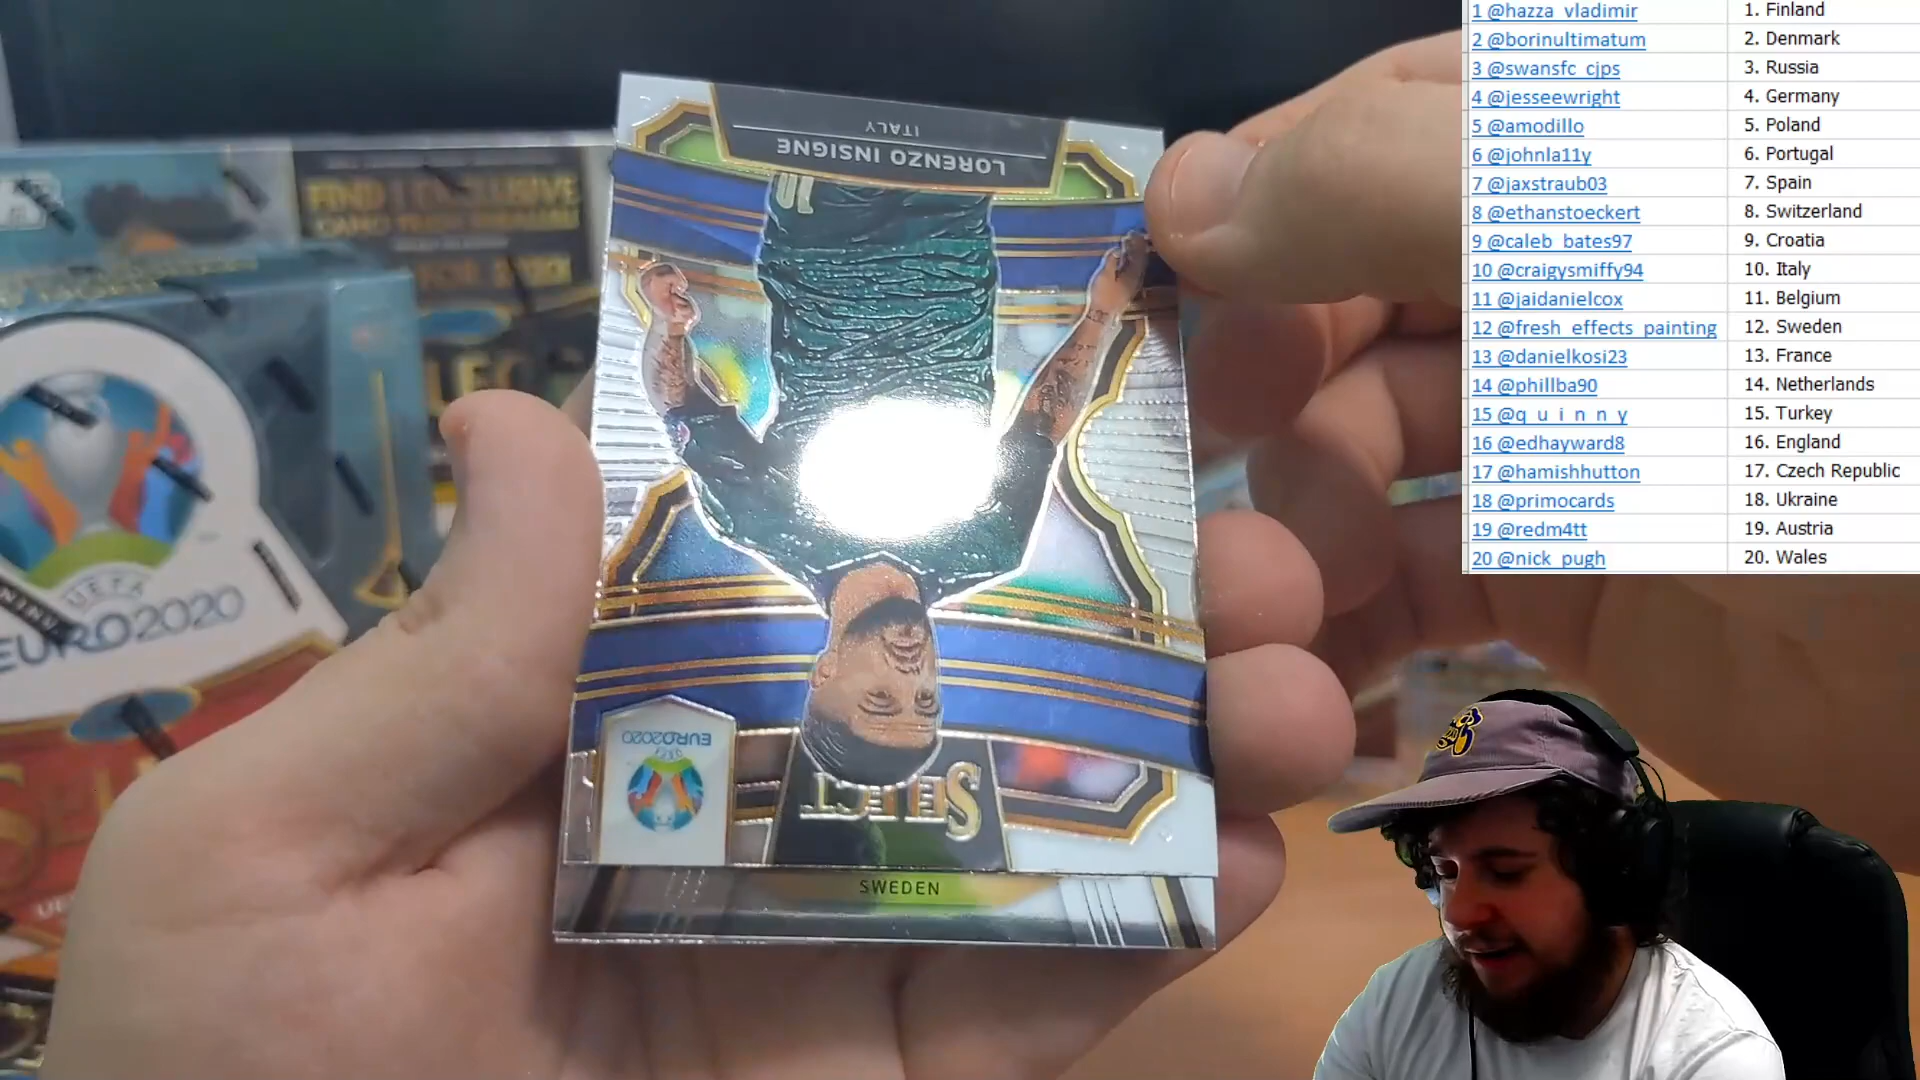 1 @hazza_vladimir 1. Finland
2 @borinultimatum 2. Denmark
3 @swansfc_cjps 3. Russia
4 @jesseewright 4. Germany
5 @amodillo 5. Poland
6 @johnla11y 6. Portugal
7 @jaxstraub03 7. Spain
8 @ethanstoeckert 8. Switzerland
9 @caleb_bates97 9. Croatia
10 @craigysmiffy94 10. Italy
11 @jaidanielcox 11. Belgium
12 @fresh_effects_painting 12. Sweden
13 @danielkosi23 13. France
14 @phillba90 14. Netherlands
15 @q_u_i_n_n_y 15. Turkey
16 @edhayward8 16. England
17 @hamishhutton 17. Czech Republic
18 @primocards 18. Ukraine
19 @redm4tt 19. Austria
20 @nick_pugh 20. Wales
ITALY
LORENZO INSIGNE
10
EURO2020
SELECT
SWEDEN
FIND EXCLUSIVE
UEFA
EURO2020